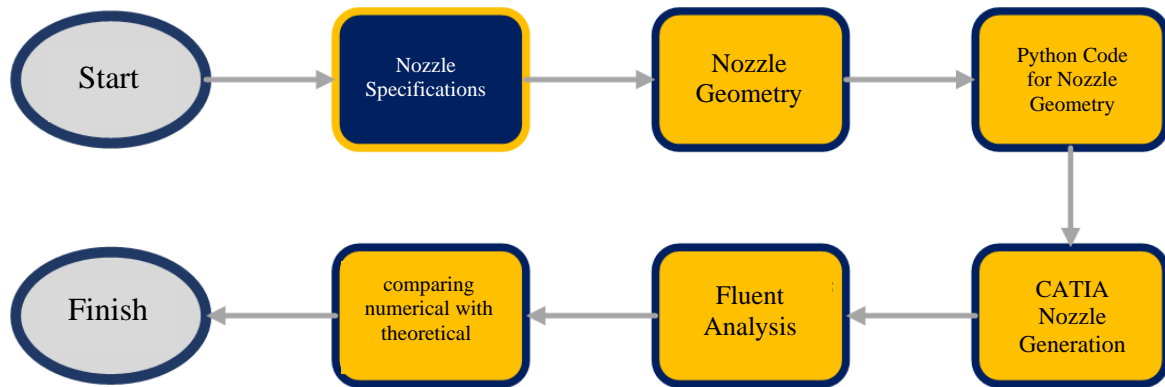 Start
Nozzle
Specifications
Nozzle
Geometry
Python Code
for Nozzle
Geometry
CATIA
Nozzle
Generation
Fluent
Analysis
comparing
numerical with
theoretical
Finish